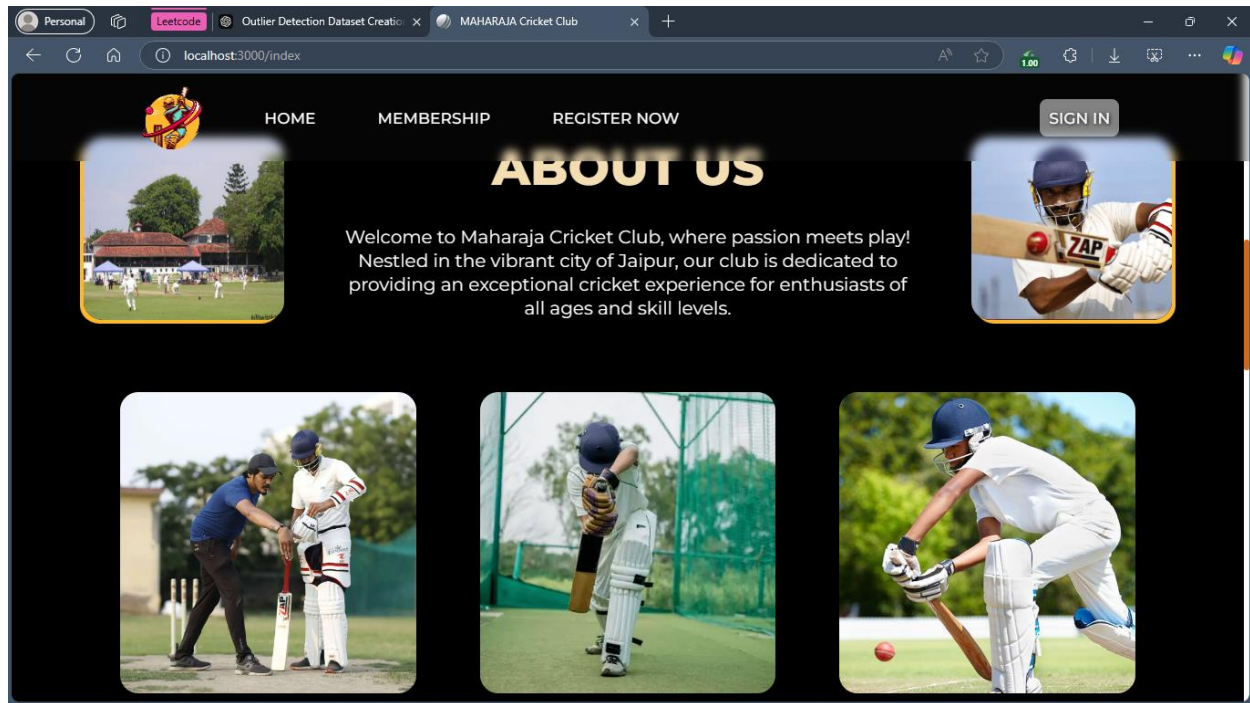 Personal
Leetcode
Outlier Detection Dataset Creatio
MAHARAJA Cricket Club
localhost:3000/index
1.00
HOME
MEMBERSHIP
REGISTER NOW
SIGN IN
ABOUT US
Welcome to Maharaja Cricket Club, where passion meets play!
Nestled in the vibrant city of Jaipur, our club is dedicated to
providing an exceptional cricket experience for enthusiasts of
all ages and skill levels.
ZAP
ZAP